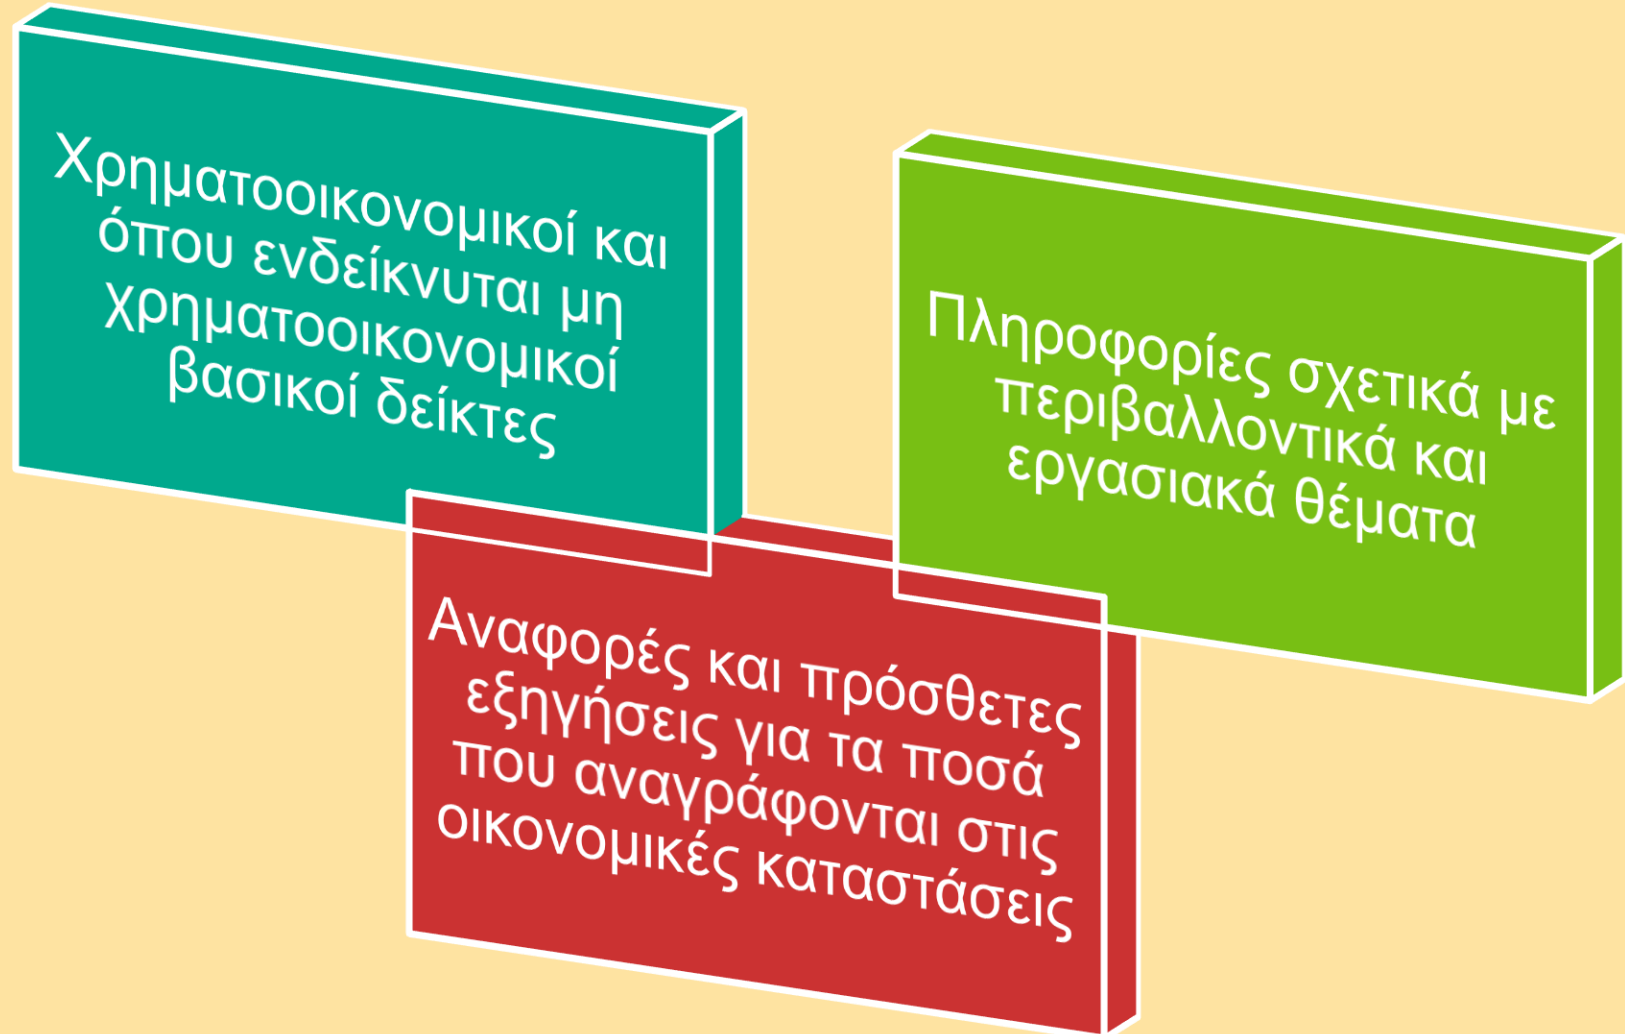 Χρηματοοικονομικοί και
όπου ενδείκνυται μη
χρηματοοικονομικοί
βασικοί δείκτες
Πληροφορίες σχετικά με
περιβαλλοντικά και
εργασιακά θέματα
Αναφορές και πρόσθετες
εξηγήσεις για τα ποσά
που αναγράφονται στις
οικονομικές καταστάσεις